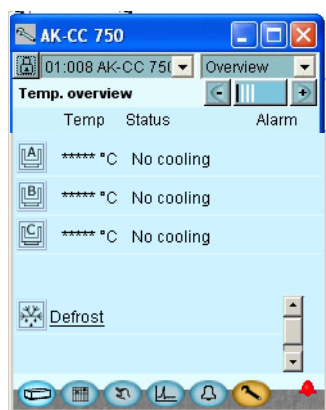 AK-CC 750
01:008 AK-CC 75( Overview
Temp. overview
Temp Status Alarm
A ***** °C No cooling
B ***** °C No cooling
C ***** °C No cooling
Defrost